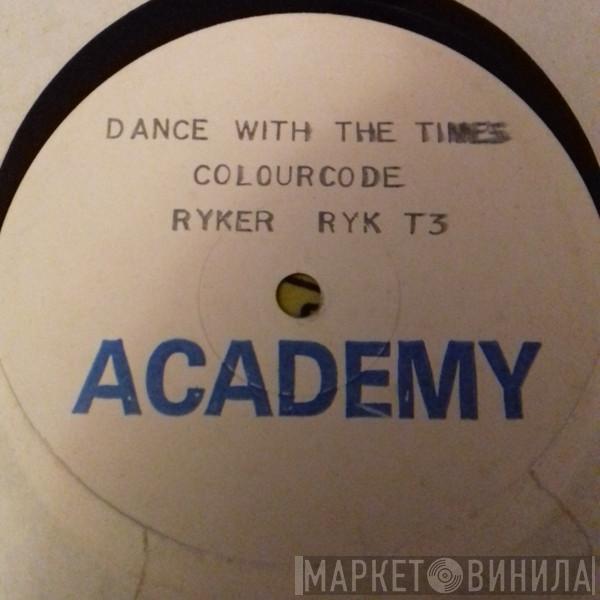 DANCE WITH THE TIMES
COLOURCODE
RYKER RYK T3
ACADEMY
МАРКЕТ ВИНИЛА